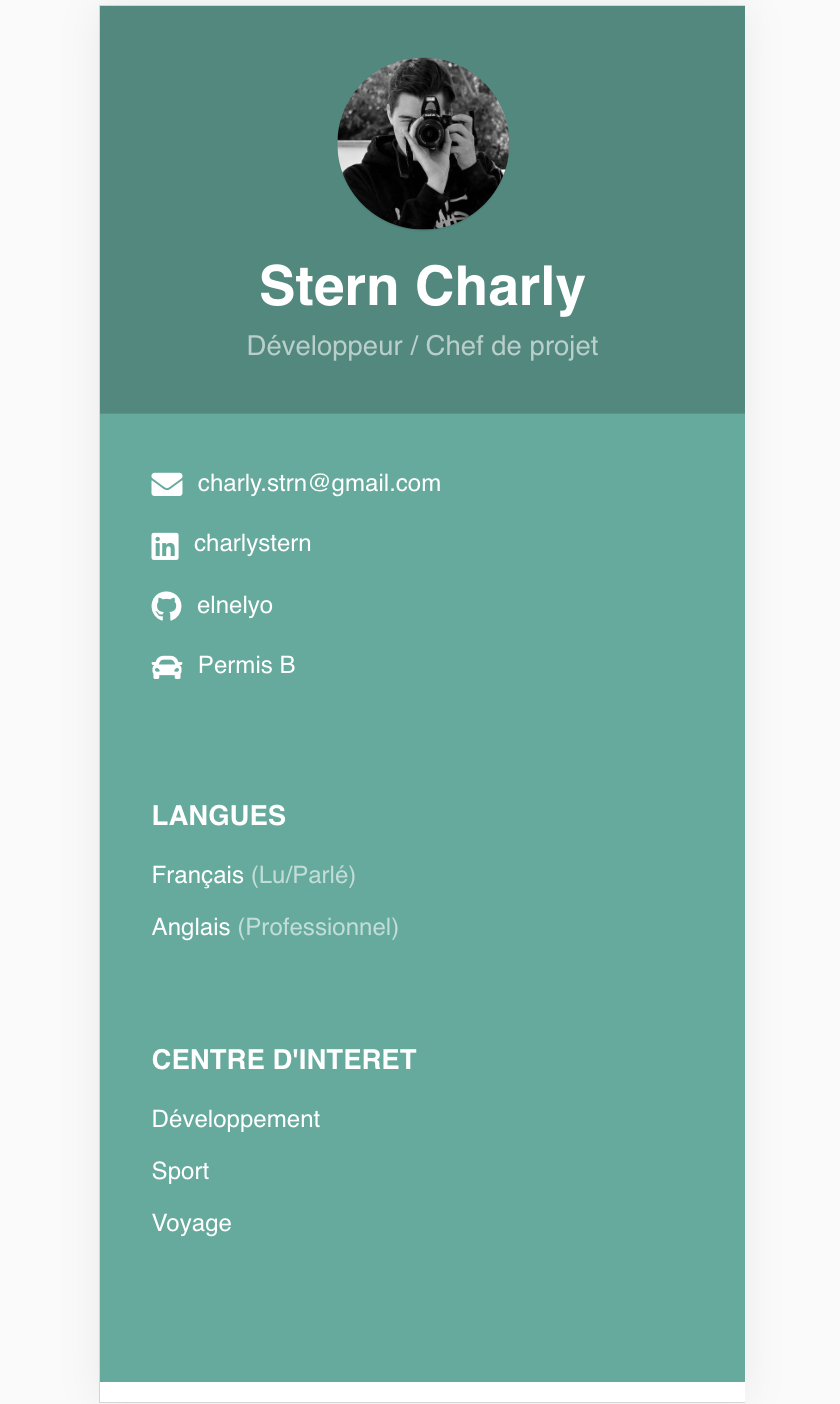 Stern Charly
Développeur / Chef de projet
charly.strn@gmail.com
charlystern
elnelyo
Permis B
LANGUES
Français (Lu/Parlé)
Anglais (Professionnel)
CENTRE D'INTERET
Développement
Sport
Voyage